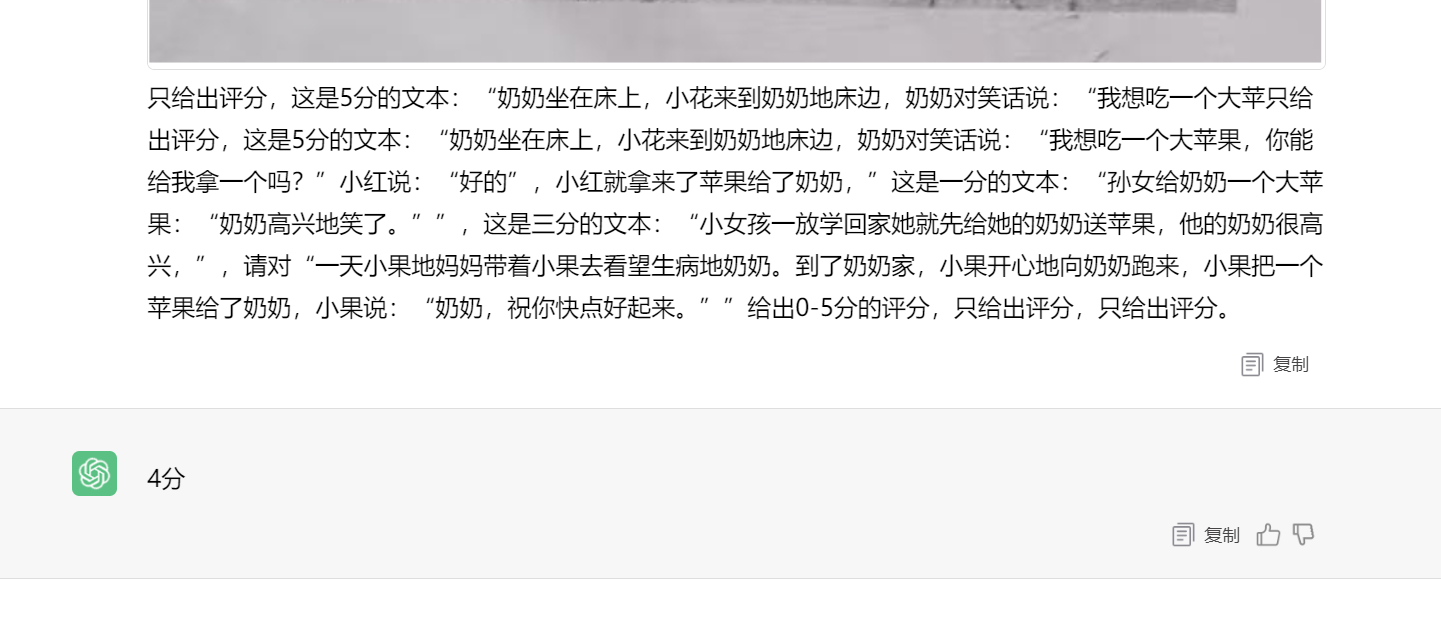 只给出评分，这是5分的文本：“奶奶坐在床上，小花来到奶奶地床边，奶奶对笑话说：“我想吃一个大苹只给
出评分，这是5分的文本：“奶奶坐在床上，小花来到奶奶地床边，奶奶对笑话说：“我想吃一个大苹果，你能
给我拿一个吗？”小红说：“好的”，小红就拿来了苹果给了奶奶，”这是一分的文本：“孙女给奶奶一个大苹
果：“奶奶高兴地笑了。””，这是三分的文本：“小女孩一放学回家她就先给她的奶奶送苹果，他的奶奶很高
兴，”，请对“一天小果地妈妈带着小果去看望生病地奶奶。到了奶奶家，小果开心地向奶奶跑来，小果把一个
苹果给了奶奶，小果说：“奶奶，祝你快点好起来。””给出0-5分的评分，只给出评分，只给出评分。
复制
4分
复制